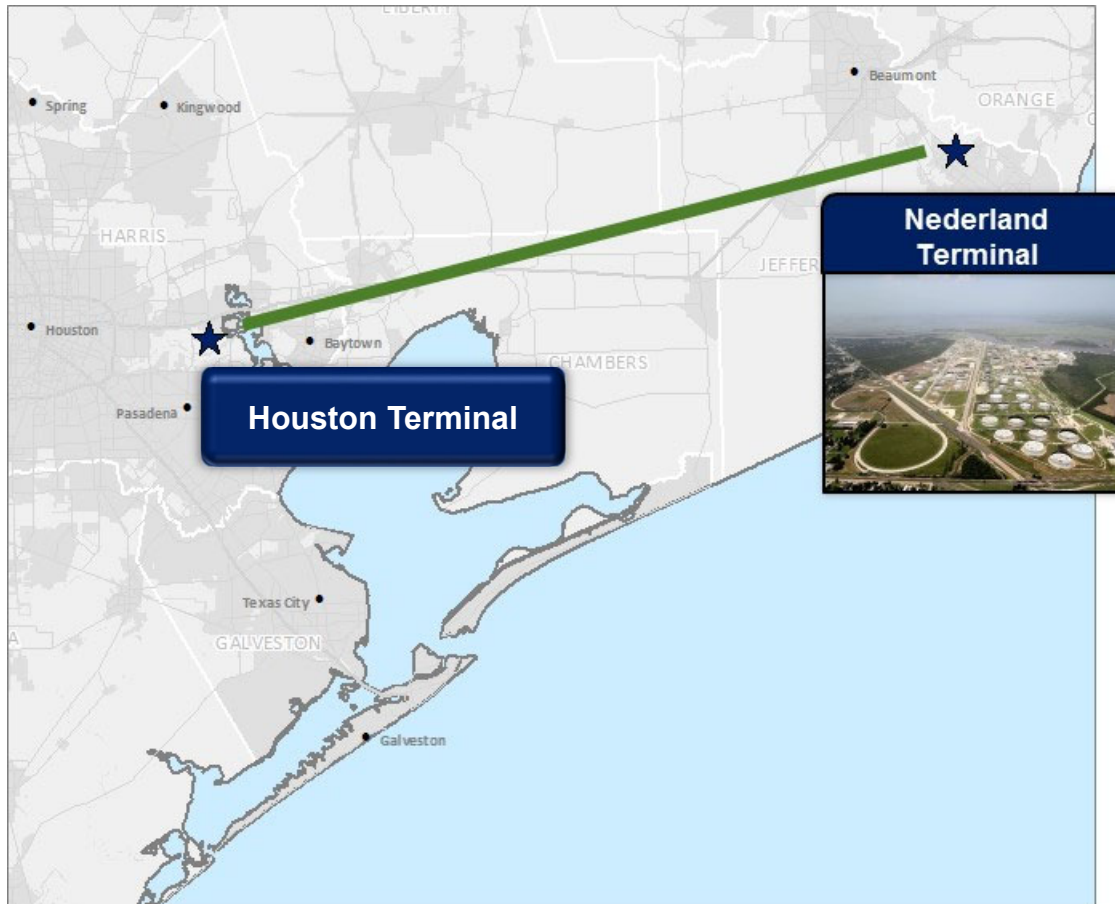 LIBERTY
Beaumont
Spring
Kingwood
ORANGE
Nederland
Terminal
HARRIS
JEFFER
Houston
Baytown
CHAMBERS
Pasadena
Houston Terminal
Texas City
GALVESTON
A
Galveston